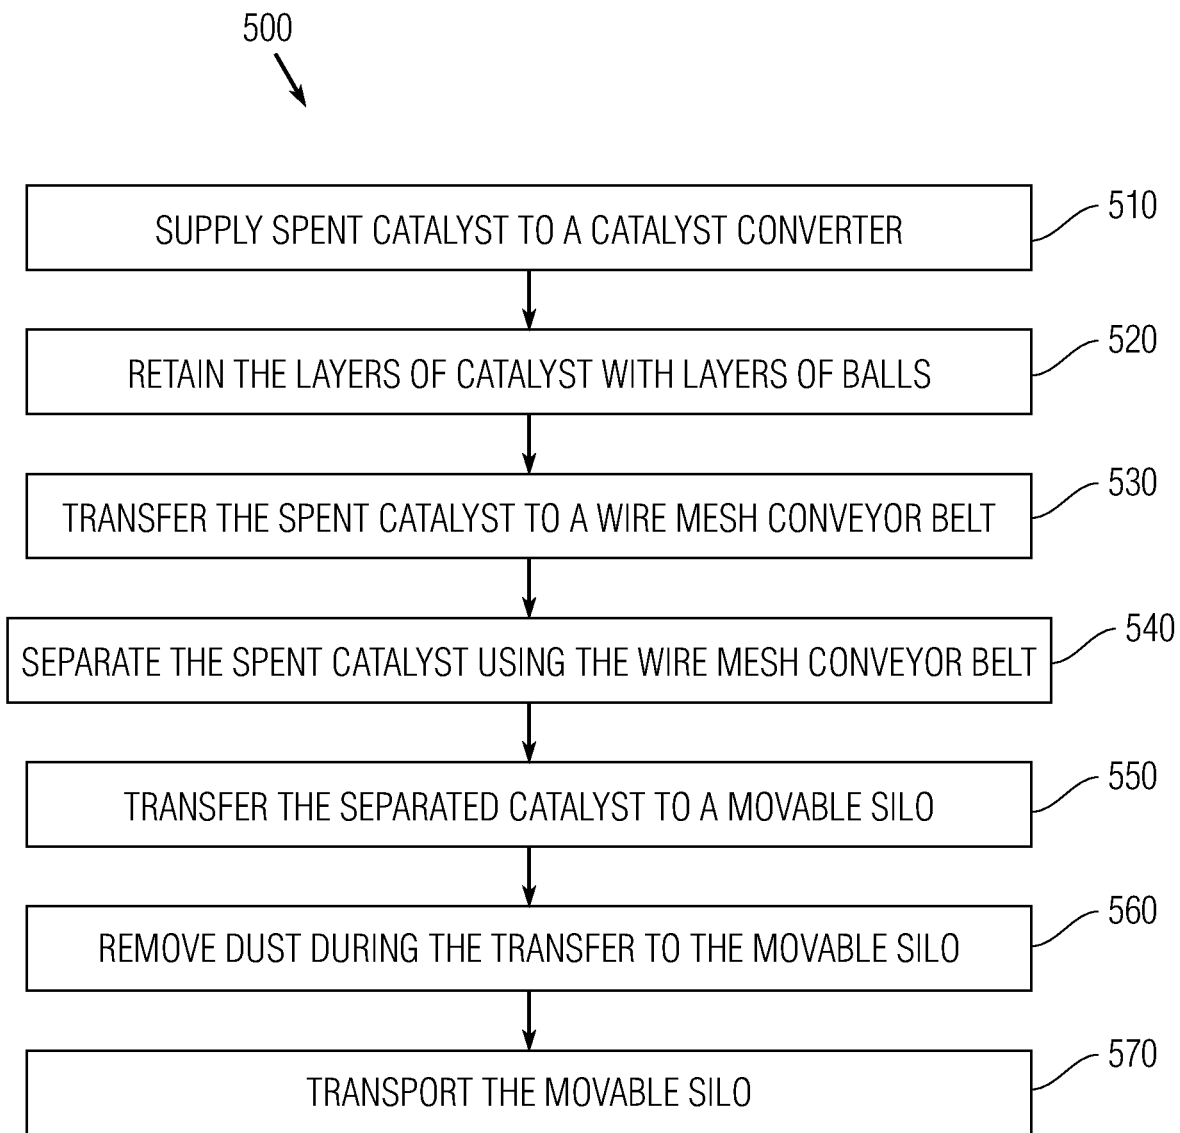 500
SUPPLY SPENT CATALYST TO A CATALYST CONVERTER
510
RETAIN THE LAYERS OF CATALYST WITH LAYERS OF BALLS
520
TRANSFER THE SPENT CATALYST TO A WIRE MESH CONVEYOR BELT
530
SEPARATE THE SPENT CATALYST USING THE WIRE MESH CONVEYOR BELT
540
TRANSFER THE SEPARATED CATALYST TO A MOVABLE SILO
550
REMOVE DUST DURING THE TRANSFER TO THE MOVABLE SILO
560
TRANSPORT THE MOVABLE SILO
570